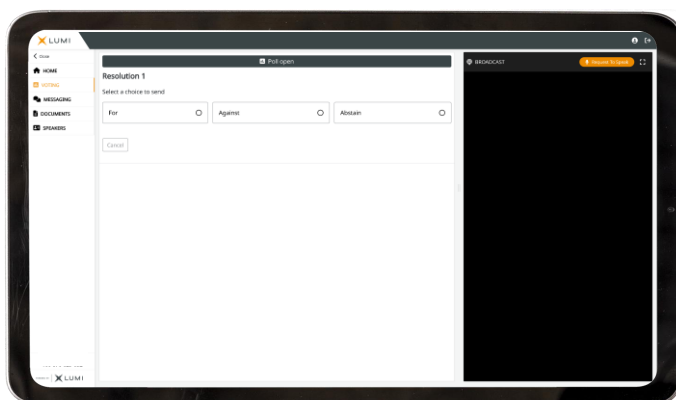 LUMI
Close
HOME
VOTING
MESSAGING
DOCUMENTS
SPEAKERS
Poll open
Resolution 1
Select a choice to send
For
Against
Abstain
Cancel
BROADCAST
Request To Speak
LUMI